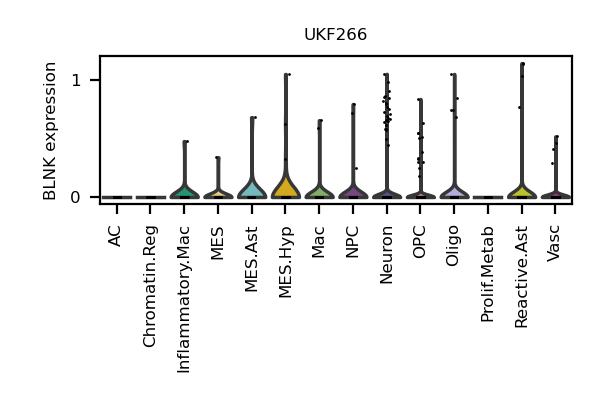 UKF266
BLNK expression
1
0
AC
Chromatin.Reg
Inflammatory.Mac
MES
MES.Ast
MES.Hyp
Mac
NPC
Neuron
OPC
Oligo
Prolif.Metab
Reactive.Ast
Vasc